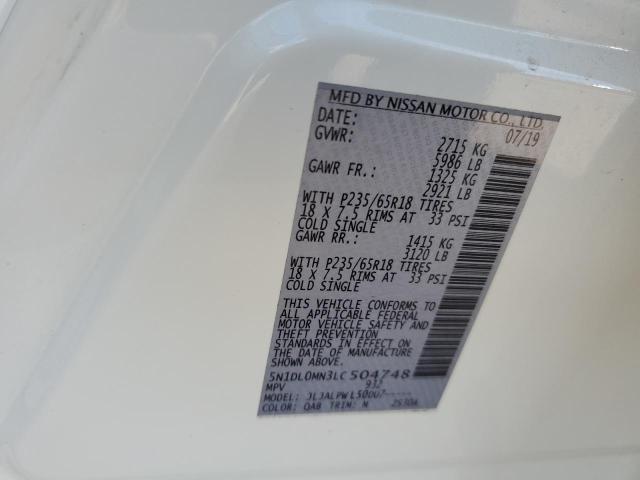 MFD BY NISSAN MOTOR CO., LTD.
DATE: 07/19
GVWR: 2715 KG
5986 LB
GAWR FR.: 1325 KG
2921 LB
WITH P235/65R18 TIRES
18 X 7.5 RIMS AT 33 PSI
COLD SINGLE
GAWR RR.: 1415 KG
3120 LB
WITH P235/65R18 TIRES
18 X 7.5 RIMS AT 33 PSI
COLD SINGLE
THIS VEHICLE CONFORMS TO
ALL APPLICABLE FEDERAL
MOTOR VEHICLE SAFETY AND
THEFT PREVENTION
STANDARDS IN EFFECT ON
THE DATE OF MANUFACTURE
SHOWN ABOVE.
5N1DL0MN3LC504748
MPV 932
MODEL:
COLOR: QAB TRIM: N